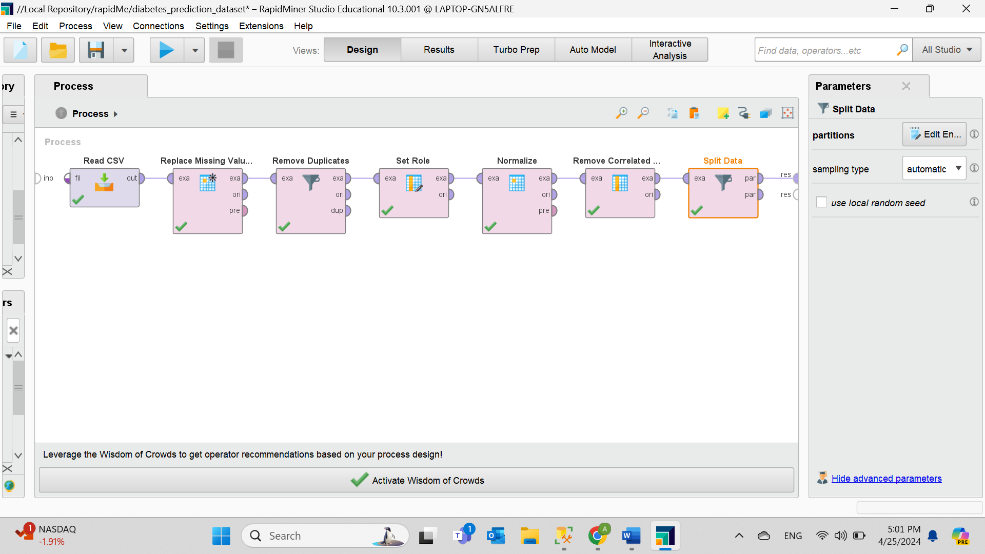 //Local Repository/rapidMe/diabetes_prediction_dataset* – RapidMiner Studio Educational 10.3.001 @ LAPTOP-GN5ALFRE
File Edit Process View Connections Settings Extensions Help
Views: Design Results Turbo Prep Auto Model Interactive Analysis
Find data, operators...etc All Studio
ory
Process
Parameters
Process
Split Data
Process
partitions Edit En...
sampling type automatic
use local random seed
Read CSV Replace Missing Valu... Remove Duplicates Set Role Normalize Remove Correlated ... Split Data
ino fil out exa exa exa exa exa exa exa exa exa exa exa par res
ori ori ori ori ori par res
pre dup pre
rs
Leverage the Wisdom of Crowds to get operator recommendations based on your process design!
Activate Wisdom of Crowds
Hide advanced parameters
1 NASDAQ
-1.91%
Search
1
A
ENG
5:01 PM
4/25/2024
PRE